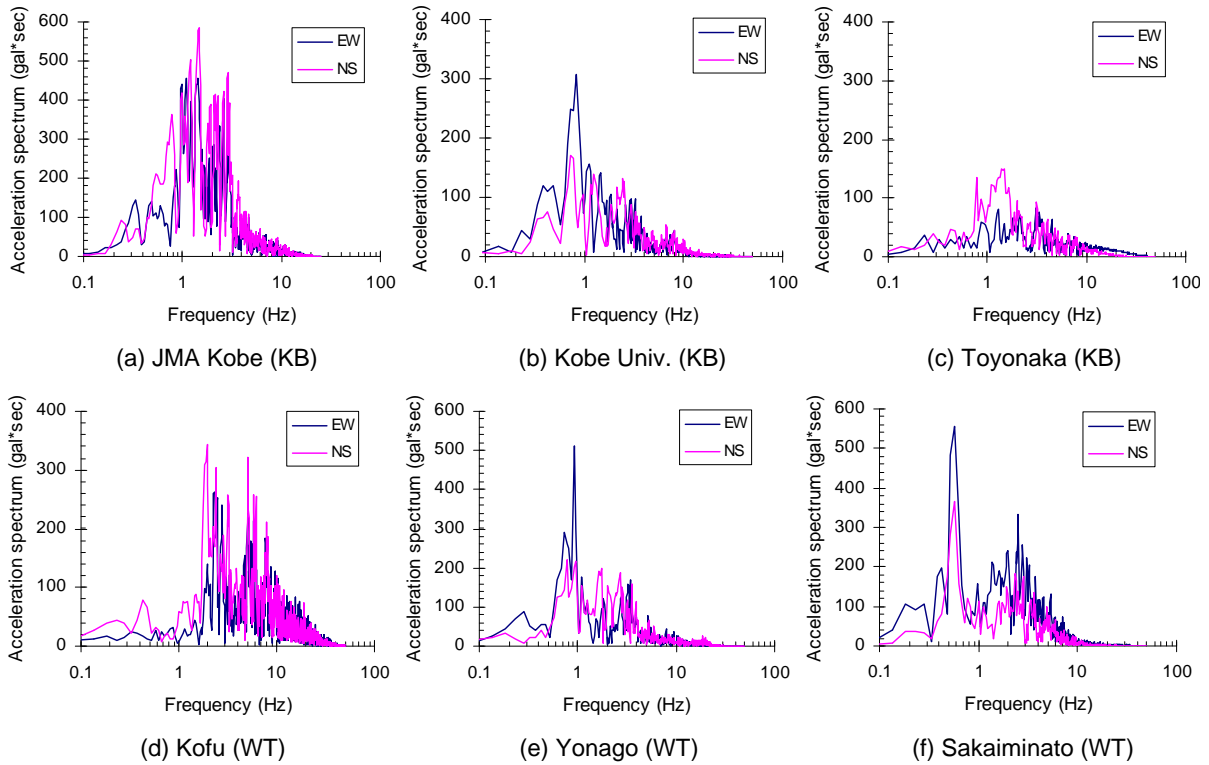 600
500
400
300
200
100
0
0.1 1 10 100
Acceleration spectrum (gal*sec)
Frequency (Hz)
EW
NS
(a) JMA Kobe (KB)
400
300
200
100
0
0.1 1 10 100
Acceleration spectrum (gal*sec)
Frequency (Hz)
EW
NS
(b) Kobe Univ. (KB)
400
300
200
100
0
0.1 1 10 100
Acceleration spectrum (gal*sec)
Frequency (Hz)
EW
NS
(c) Toyonaka (KB)
400
300
200
100
0
0.1 1 10 100
Acceleration spectrum (gal*sec)
Frequency (Hz)
EW
NS
(d) Kofu (WT)
600
500
400
300
200
100
0
0.1 1 10 100
Acceleration spectrum (gal*sec)
Frequency (Hz)
EW
NS
(e) Yonago (WT)
600
500
400
300
200
100
0
0.1 1 10 100
Acceleration spectrum (gal*sec)
Frequency (Hz)
EW
NS
(f) Sakaiminato (WT)